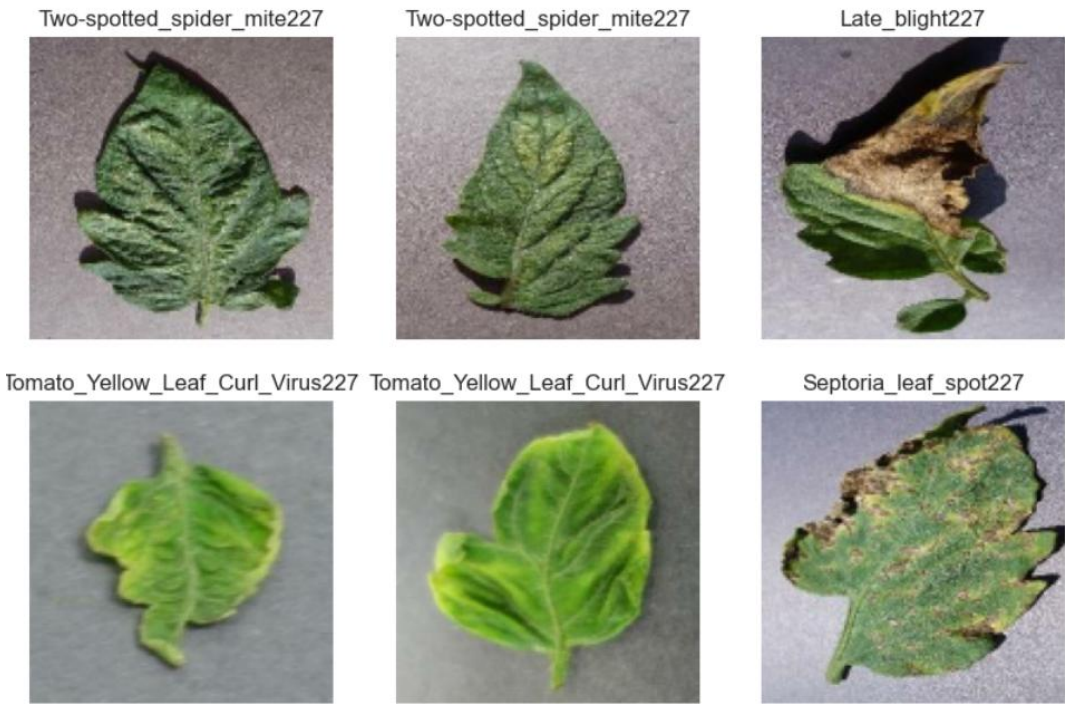 Two-spotted_spider_mite227
Two-spotted_spider_mite227
Late_blight227
Tomato_Yellow_Leaf_Curl_Virus227
Tomato_Yellow_Leaf_Curl_Virus227
Septoria_leaf_spot227